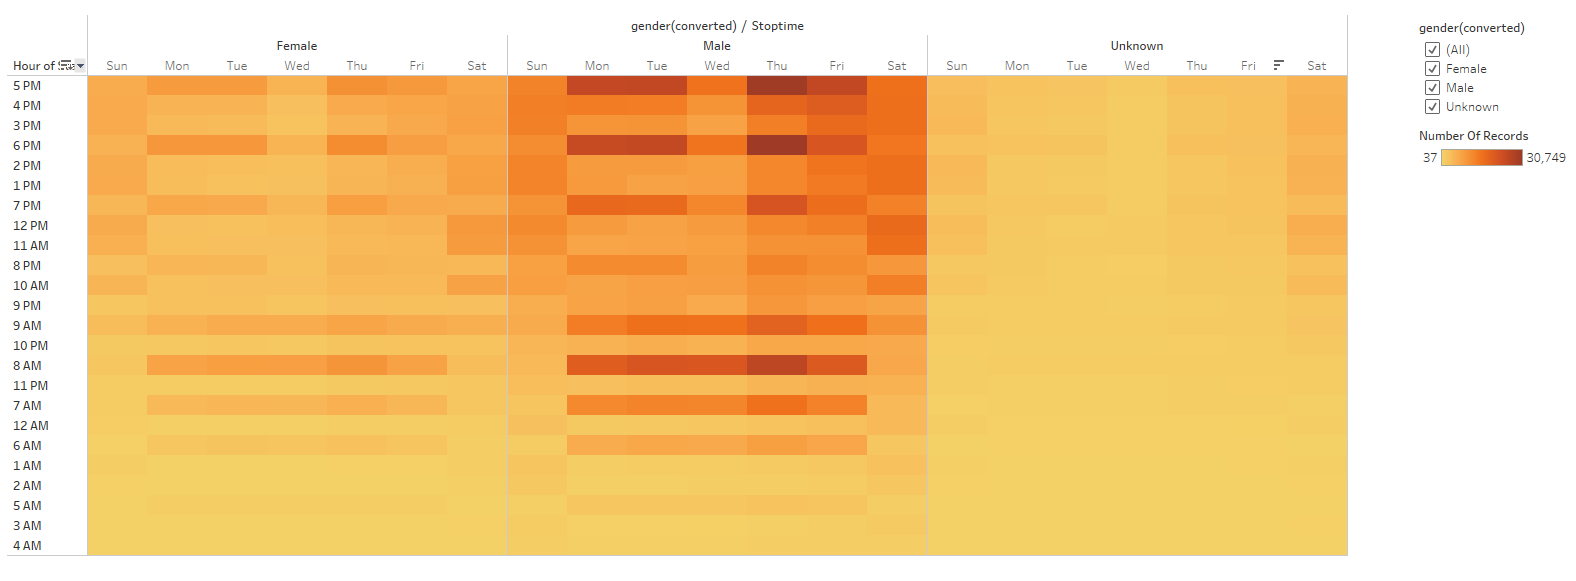 gender(converted) / Stoptime
Female Male Unknown
Hour of Sun Mon Tue Wed Thu Fri Sat Sun Mon Tue Wed Thu Fri Sat Sun Mon Tue Wed Thu Fri Sat
5 PM
4 PM
3 PM
6 PM
2 PM
1 PM
7 PM
12 PM
11 AM
8 PM
10 AM
9 PM
9 AM
10 PM
8 AM
11 PM
7 AM
12 AM
6 AM
1 AM
2 AM
5 AM
3 AM
4 AM
gender(converted)
(All)
Female
Male
Unknown
Number Of Records
37 30,749